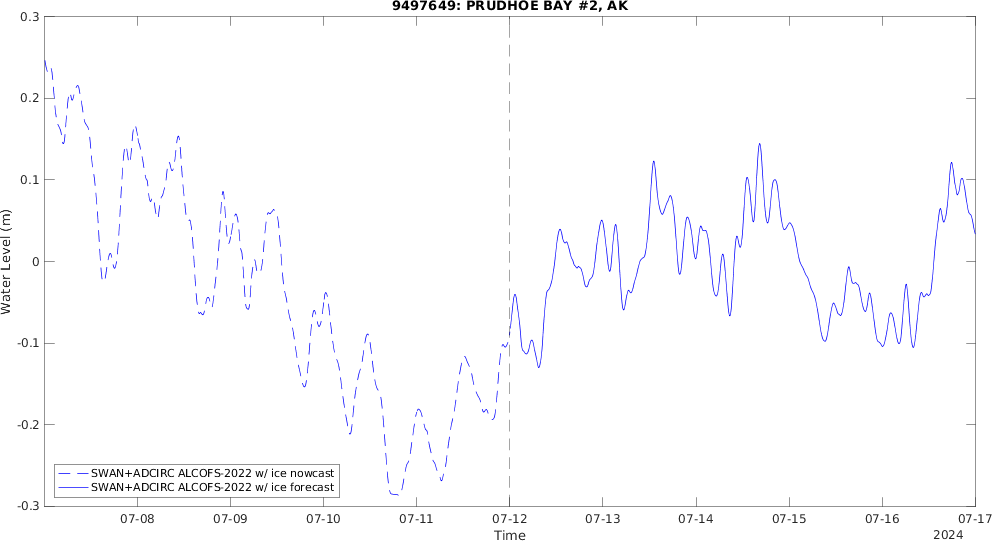 9497649: PRUDHOE BAY #2, AK
0.3
0.2
0.1
0
-0.1
-0.2
-0.3
Water Level (m)
SWAN+ADCIRC ALCOFS-2022 w/ ice nowcast
SWAN+ADCIRC ALCOFS-2022 w/ ice forecast
07-08 07-09 07-10 07-11 07-12 07-13 07-14 07-15 07-16 07-17
Time
2024